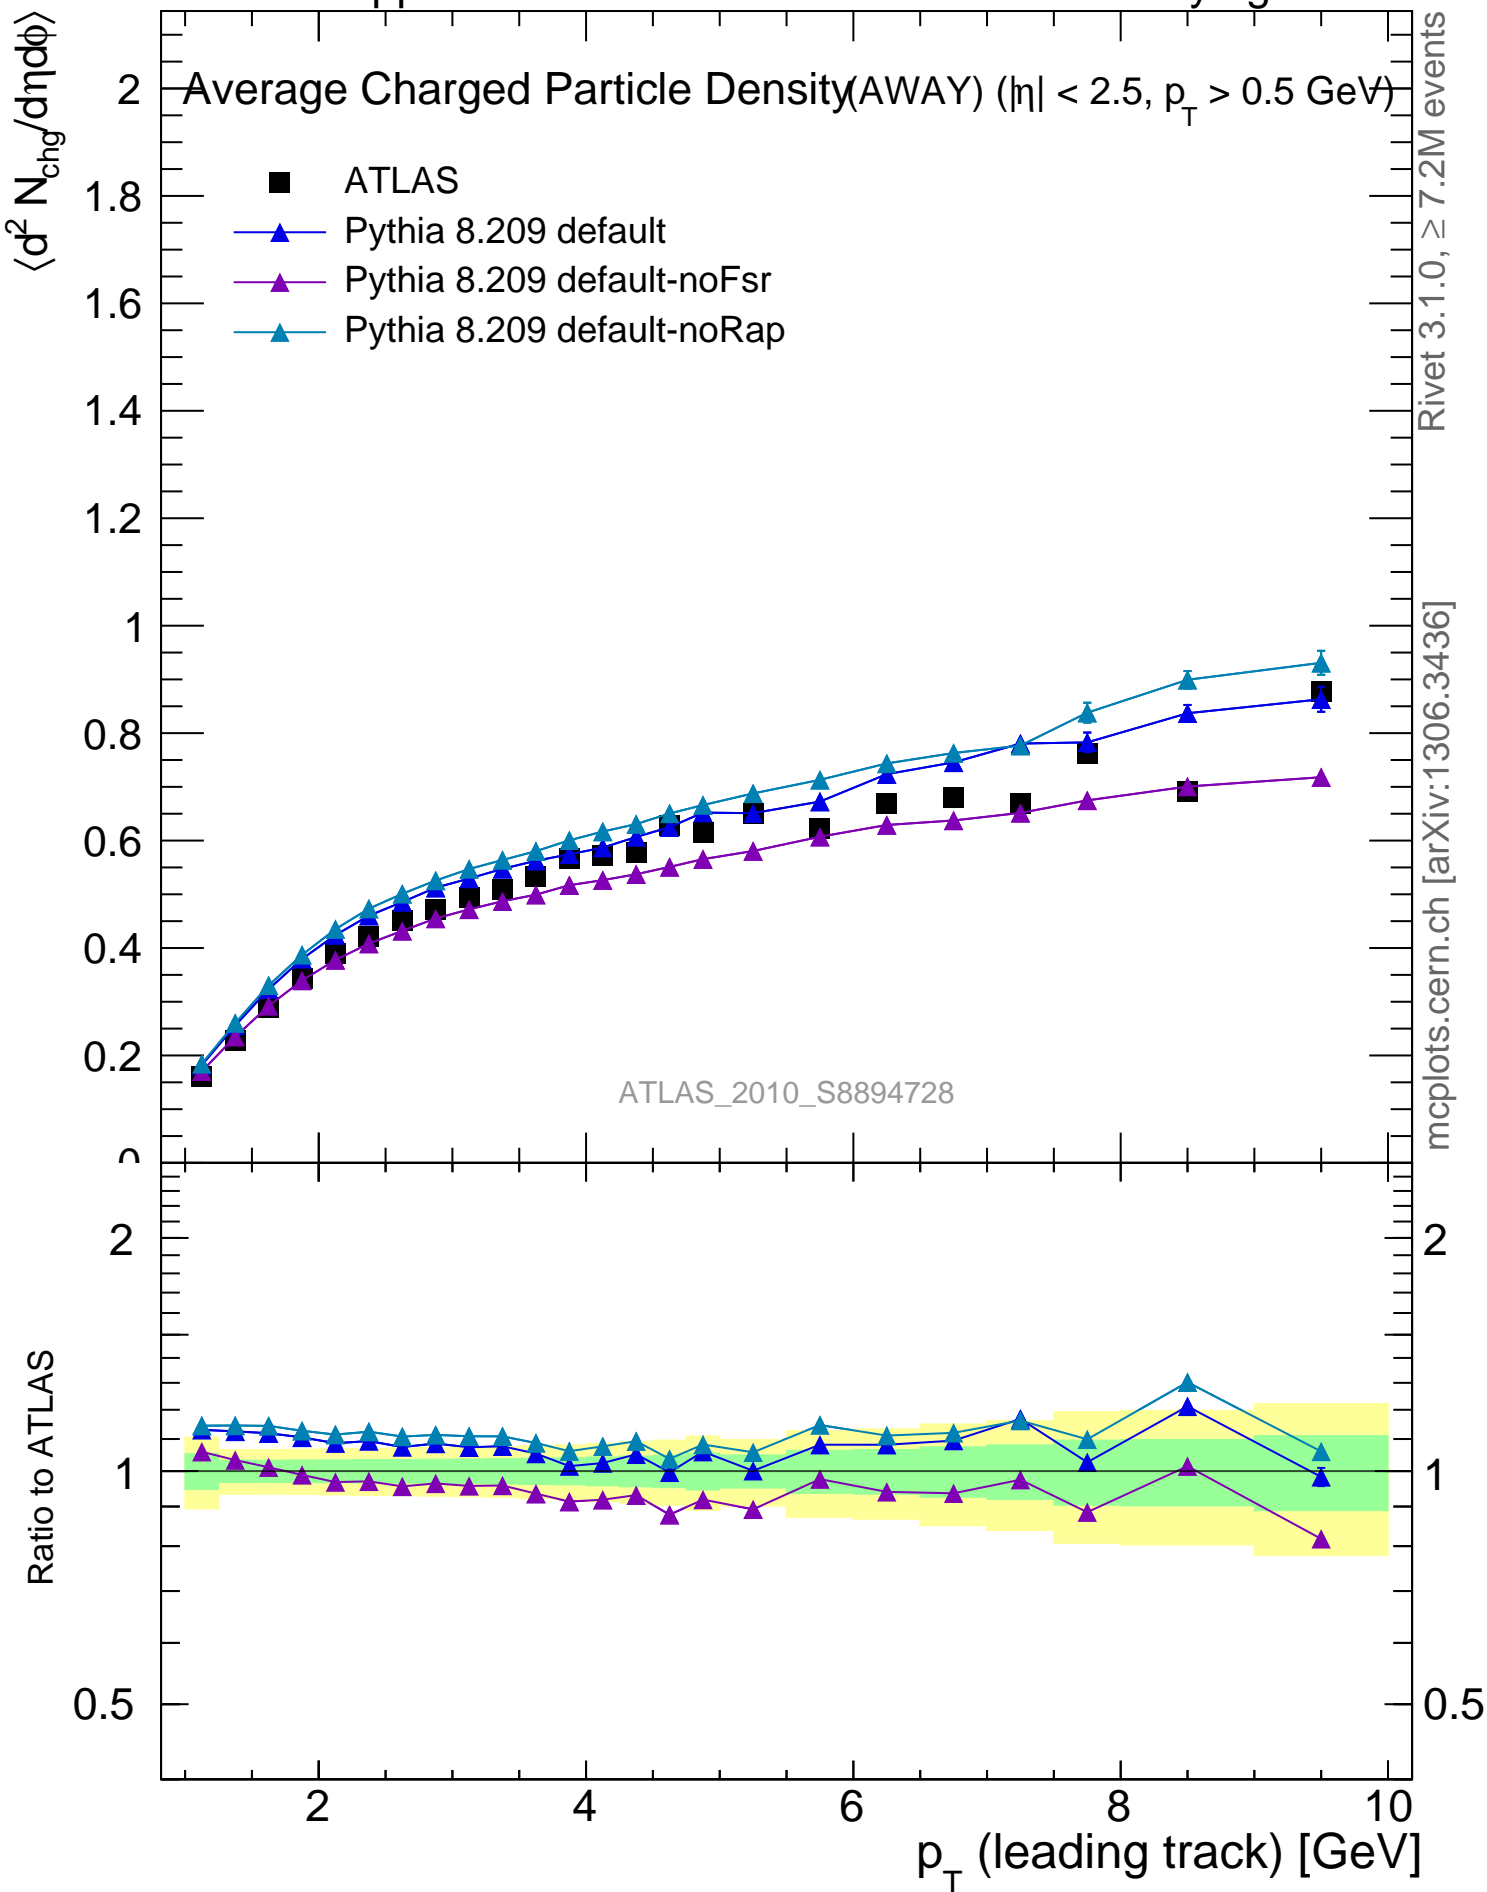 ⟨d² N_chg/dηdϕ⟩
Average Charged Particle Density (AWAY) (|η| < 2.5, p_T > 0.5 GeV)
ATLAS
Pythia 8.209 default
Pythia 8.209 default-noFsr
Pythia 8.209 default-noRap
2
1.8
1.6
1.4
1.2
1
0.8
0.6
0.4
0.2
0
ATLAS_2010_S8894728
Rivet 3.1.0, ≥ 7.2M events
mcplots.cern.ch [arXiv:1306.3436]
Ratio to ATLAS
2
1
0.5
2
1
0.5
2 4 6 8 10
p_T (leading track) [GeV]